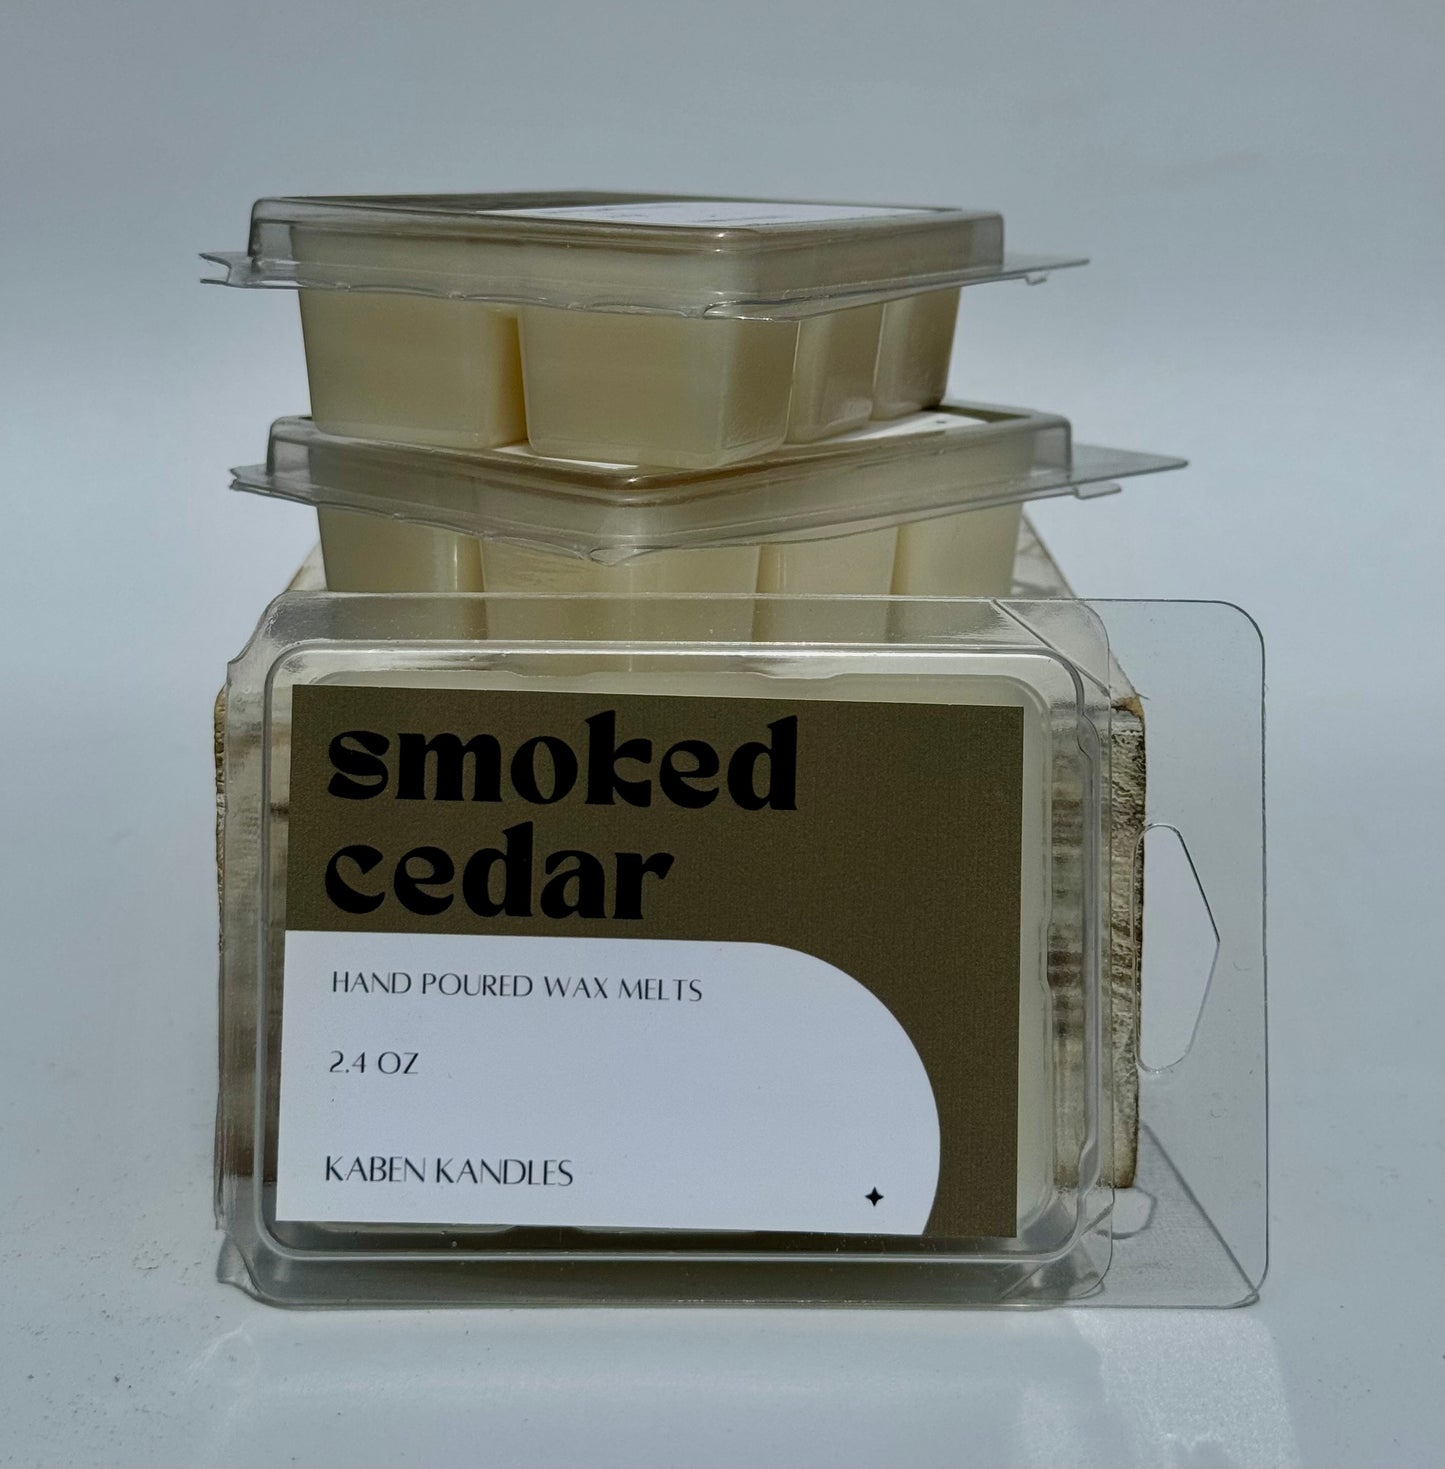 smoked
cedar
HAND POURED WAX MELTS
2.4 OZ
KABEN KANDLES